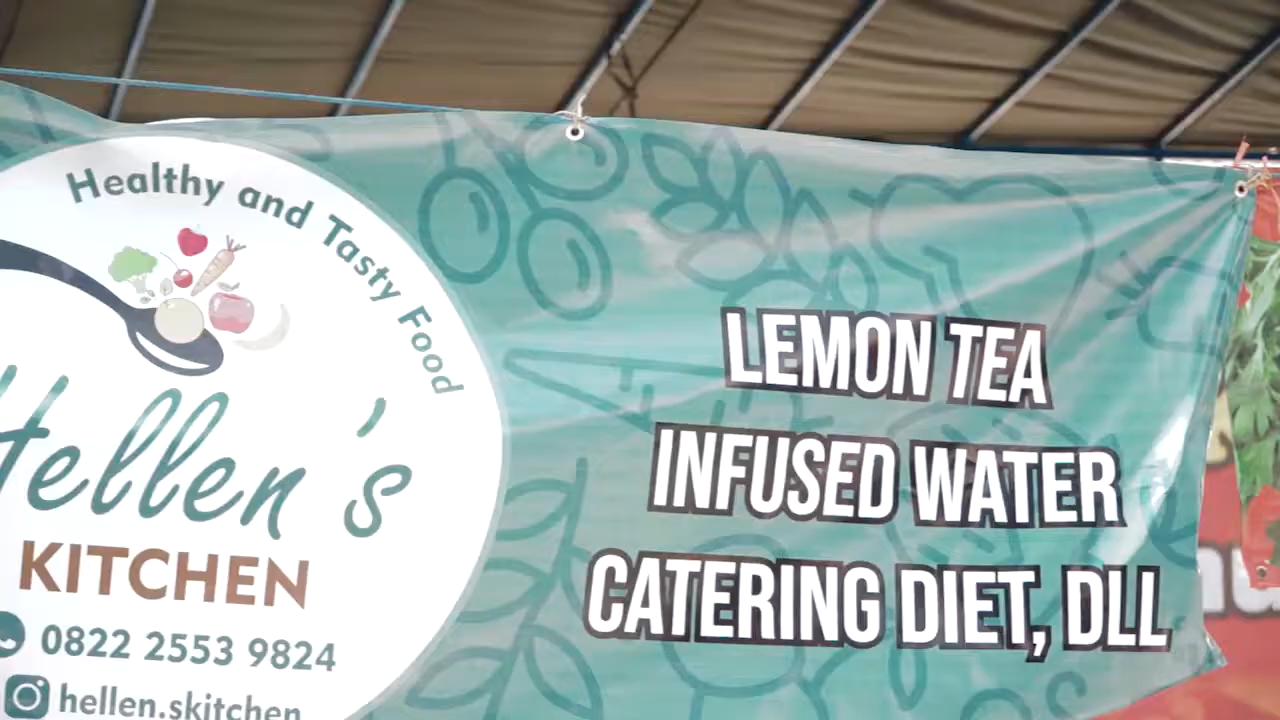 Healthy and Tasty Food
Hellen's
KITCHEN
0822 2553 9824
hellen.skitchen
LEMON TEA
INFUSED WATER
CATERING DIET, DLL